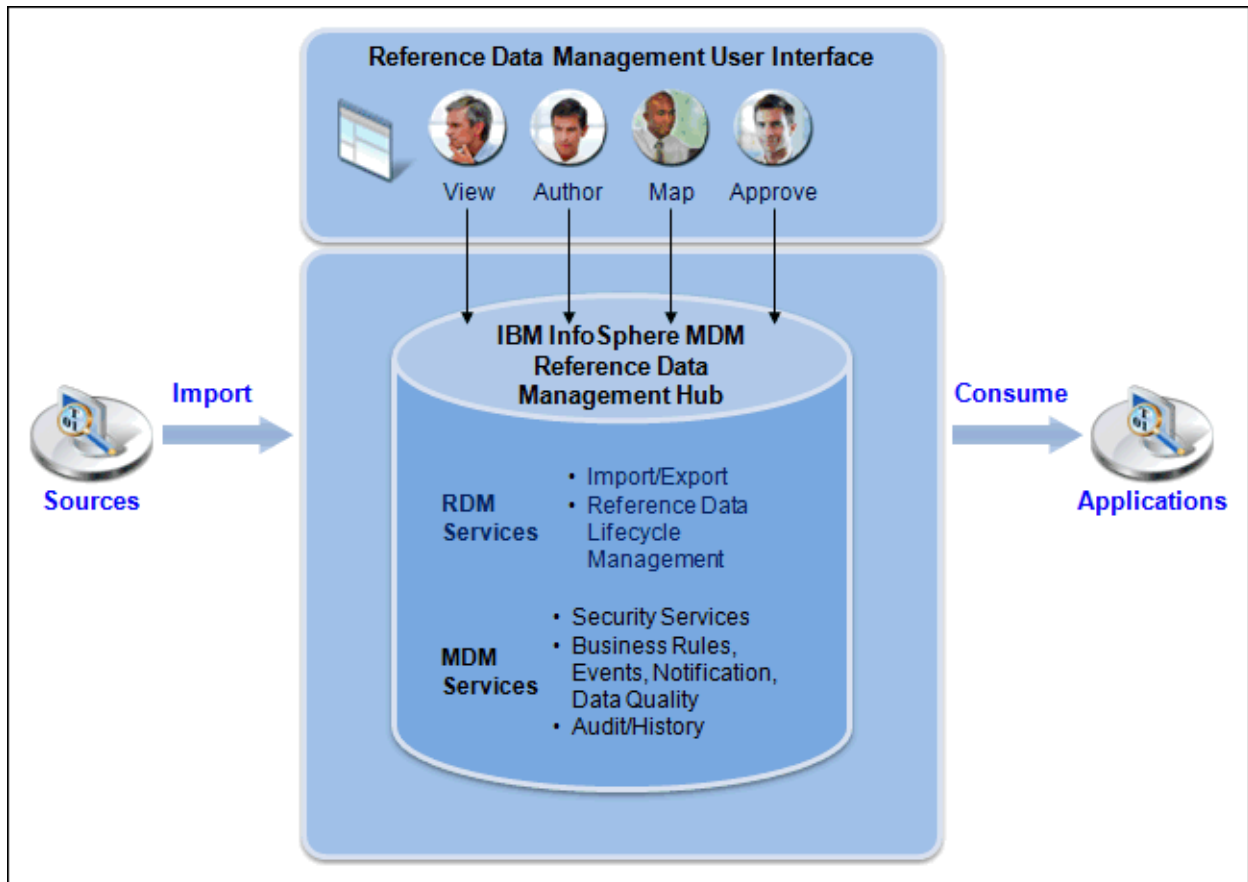 Reference Data Management User Interface
View
Author
Map
Approve
IBM InfoSphere MDM
Reference Data
Management Hub
Import
Sources
Consume
Applications
RDM
Services
• Import/Export
• Reference Data
Lifecycle
Management
MDM
Services
• Security Services
• Business Rules,
Events, Notification,
Data Quality
• Audit/History